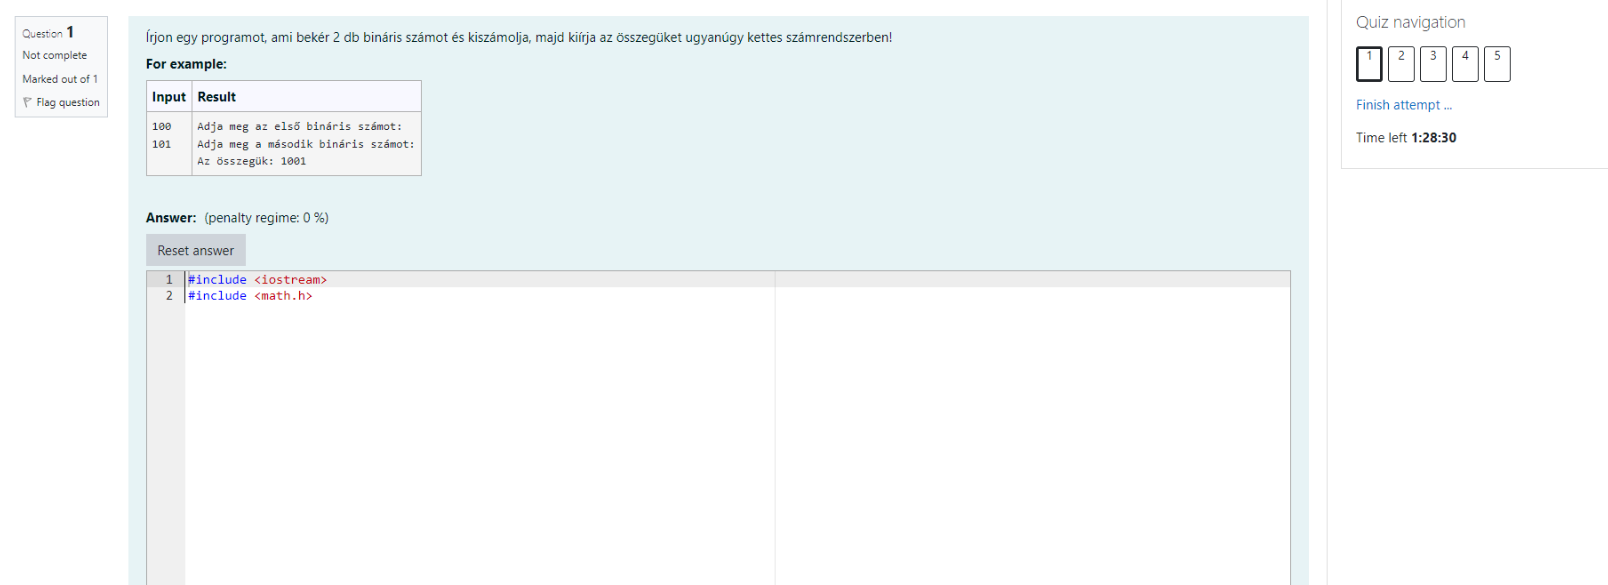 Question 1
Not complete
Marked out of 1
Flag question
Írjon egy programot, ami bekér 2 db bináris számot és kiszámolja, majd kiírja az összegüket ugyanúgy kettes számrendszerben!
For example:
Input Result
100 Adja meg az első bináris számot:
101 Adja meg a második bináris számot:
Az összegük: 1001
Answer: (penalty regime: 0 %)
Reset answer
1 #include <iostream>
2 #include <math.h>
Quiz navigation
1 2 3 4 5
Finish attempt ...
Time left 1:28:30